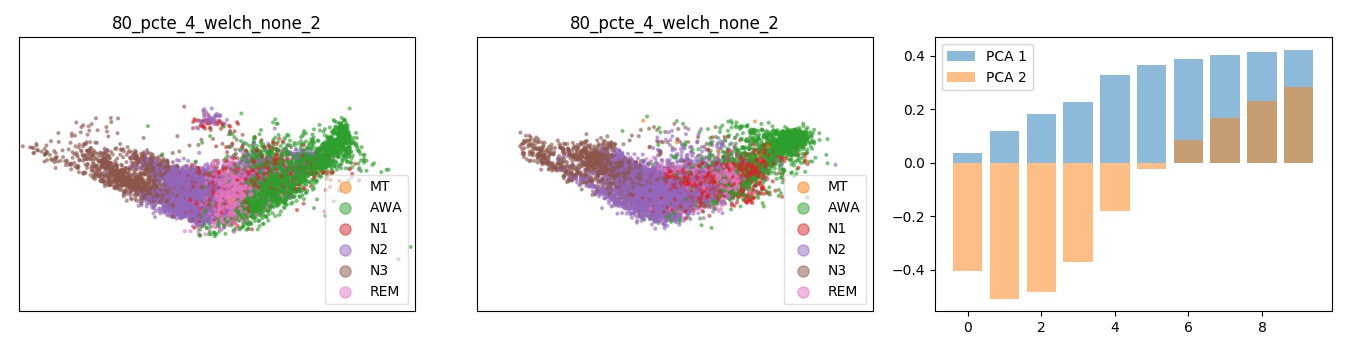 80_pcte_4_welch_none_2
MT
AWA
N1
N2
N3
REM
80_pcte_4_welch_none_2
MT
AWA
N1
N2
N3
REM
PCA 1
PCA 2
0.4
0.2
0.0
−0.2
−0.4
0 2 4 6 8